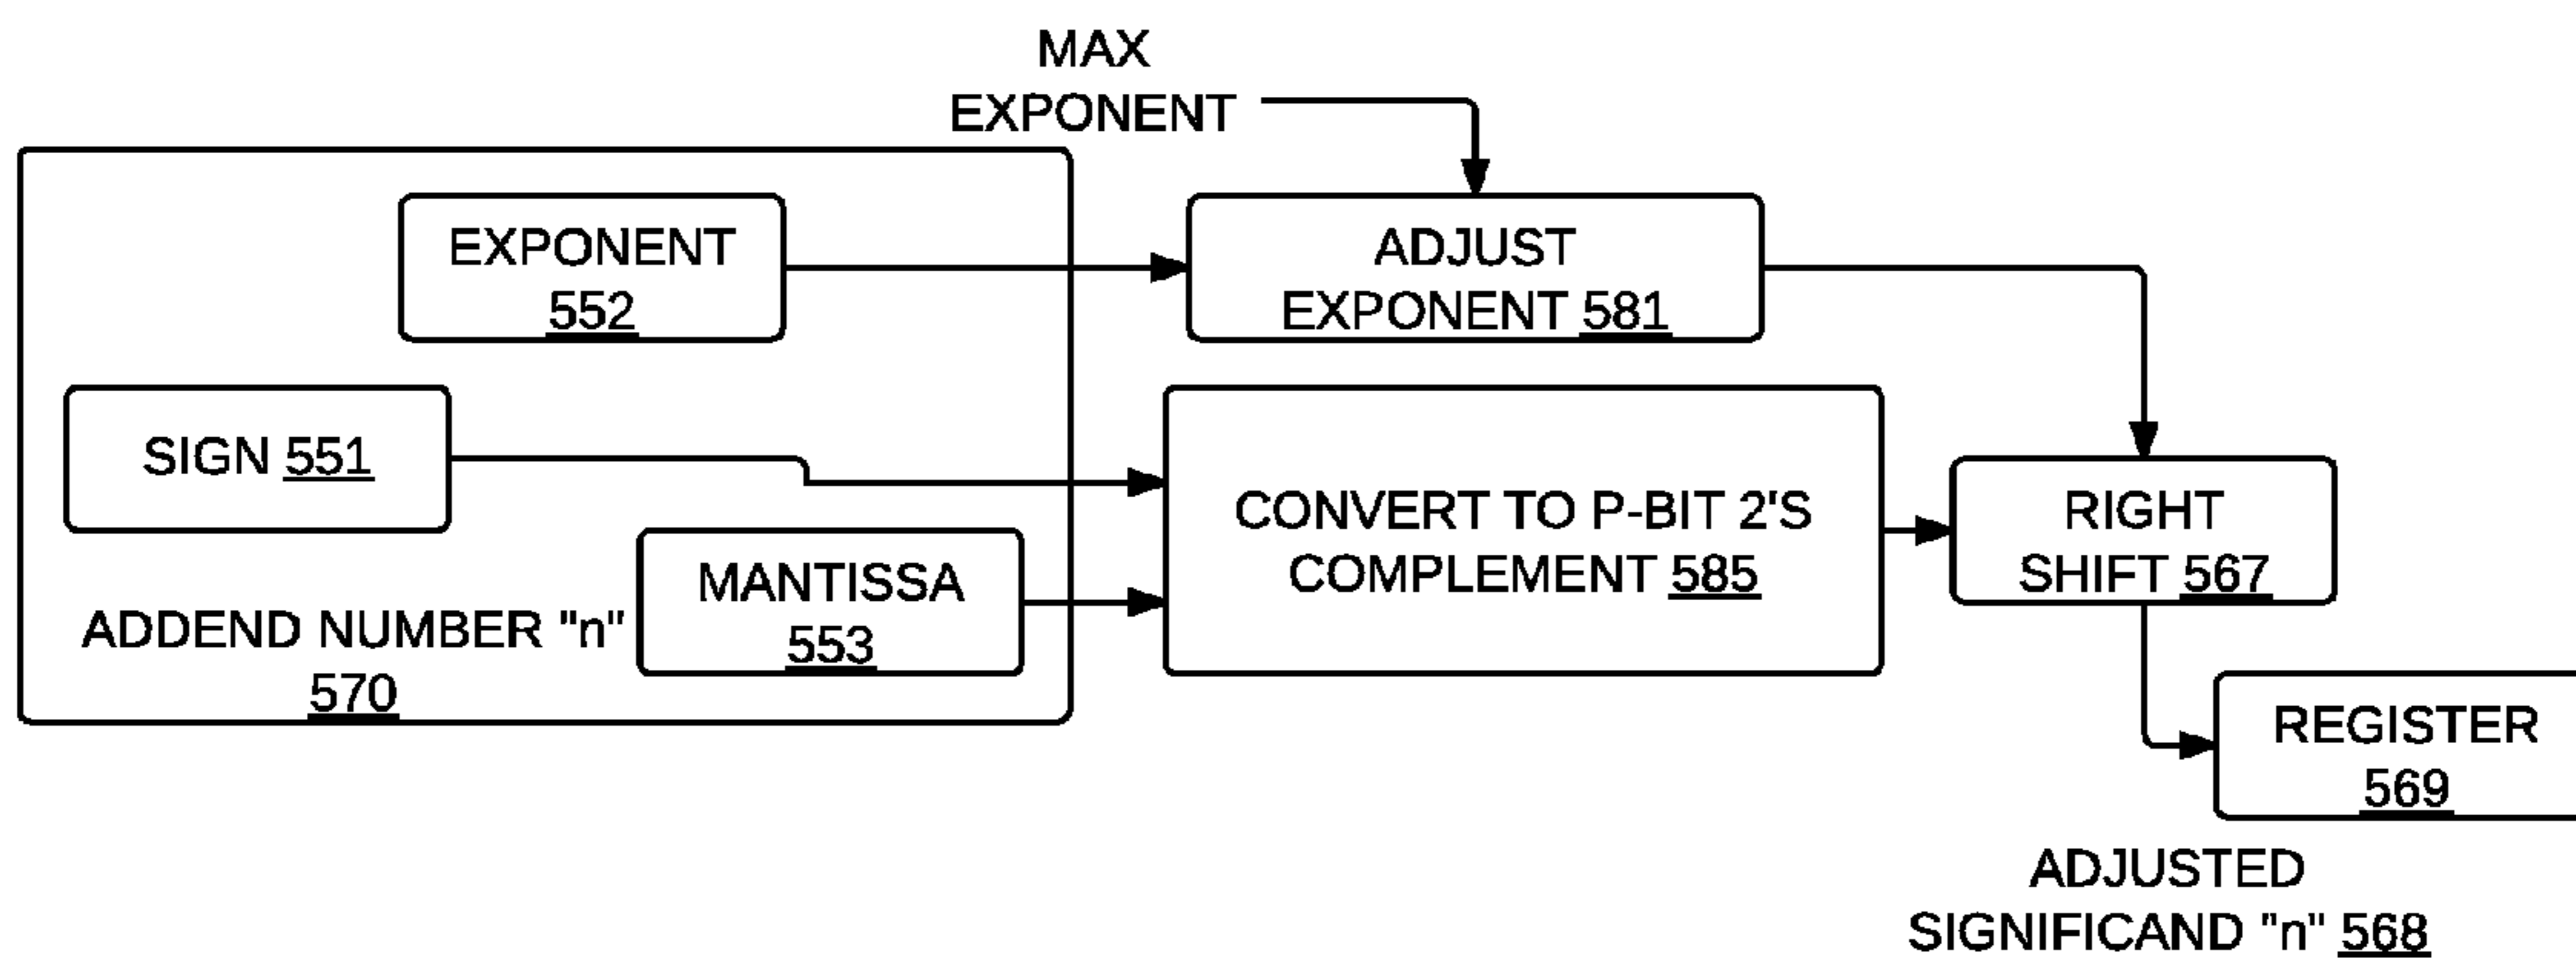 MAX
EXPONENT
EXPONENT
552
ADJUST
EXPONENT 581
SIGN 551
CONVERT TO P-BIT 2'S
COMPLEMENT 585
RIGHT
SHIFT 567
MANTISSA
553
ADDEND NUMBER "n"
570
REGISTER
569
ADJUSTED
SIGNIFICAND "n" 568